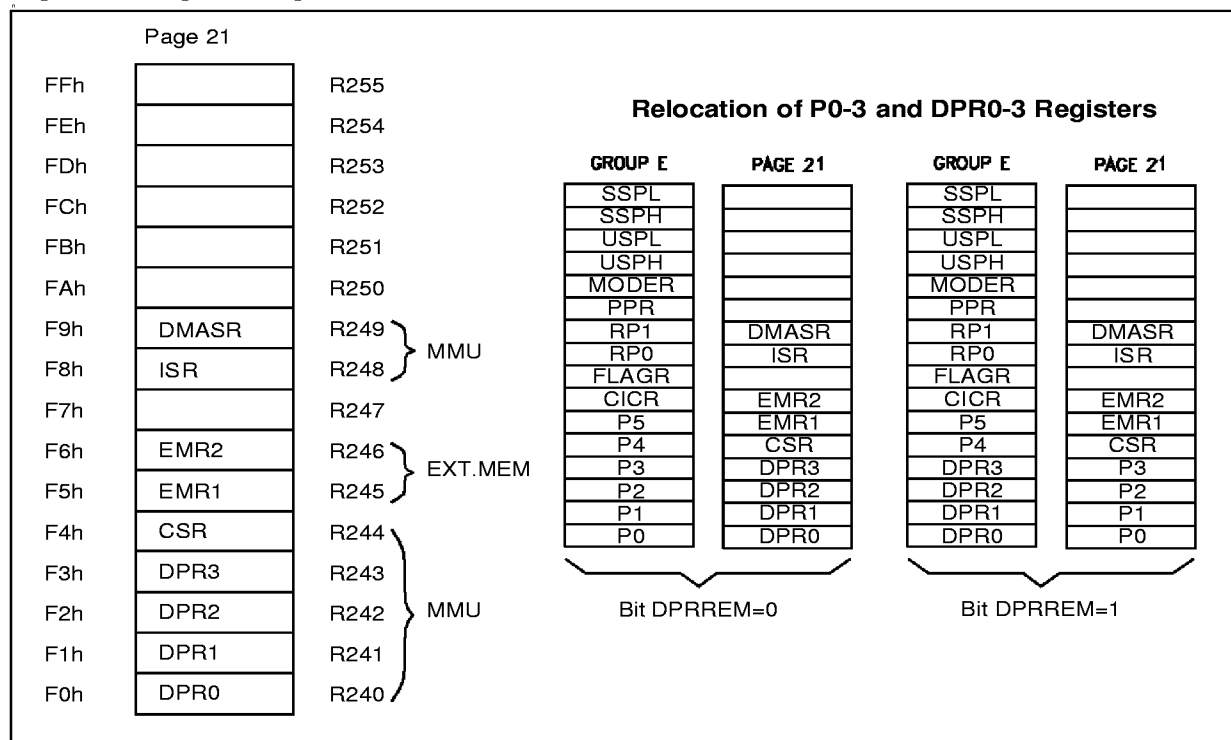 Page 21
FFh R255
FEh R254
FDh R253
FCh R252
FBh R251
FAh R250
F9h DMASR R249
F8h ISR R248
MMU
F7h R247
F6h EMR2 R246
F5h EMR1 R245
EXT.MEM
F4h CSR R244
F3h DPR3 R243
F2h DPR2 R242
F1h DPR1 R241
F0h DPR0 R240
MMU
Relocation of P0-3 and DPR0-3 Registers
GROUP E PAGE 21 GROUP E PAGE 21
SSPL SSPL
SSPH SSPH
USPL USPL
USPH USPH
MODER MODER
PPR PPR
RP1 DMASR RP1 DMASR
RP0 ISR RP0 ISR
FLAGR FLAGR
CICR EMR2 CICR EMR2
P5 EMR1 P5 EMR1
P4 CSR P4 CSR
P3 DPR3 DPR3 P3
P2 DPR2 DPR2 P2
P1 DPR1 DPR1 P1
P0 DPR0 DPR0 P0
Bit DPRREM=0 Bit DPRREM=1